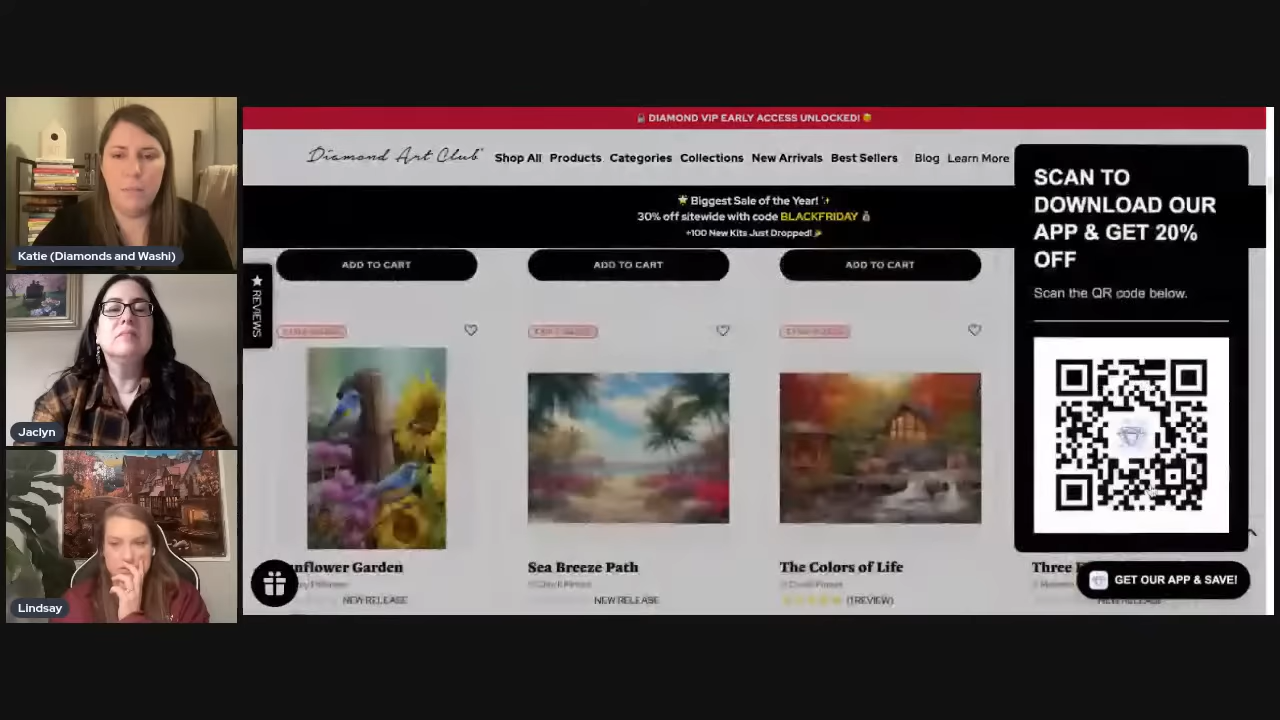 Katie (Diamonds and Washi)
Jaclyn
Lindsay
DIAMOND VIP EARLY ACCESS UNLOCKED!
Diamond Art Club
Shop All Products Categories Collections New Arrivals Best Sellers Blog Learn More
Biggest Sale of the Year!
30% off sitewide with code BLACKFRIDAY
+100 New Kits Just Dropped!
REVIEWS
ADD TO CART
ADD TO CART
ADD TO CART
Garden
NEW RELEASE
Sea Breeze Path
NEW RELEASE
The Colors of Life
(1 REVIEW)
Three
NEW RELEASE
SCAN TO
DOWNLOAD OUR
APP & GET 20%
OFF
Scan the QR code below.
GET OUR APP & SAVE!